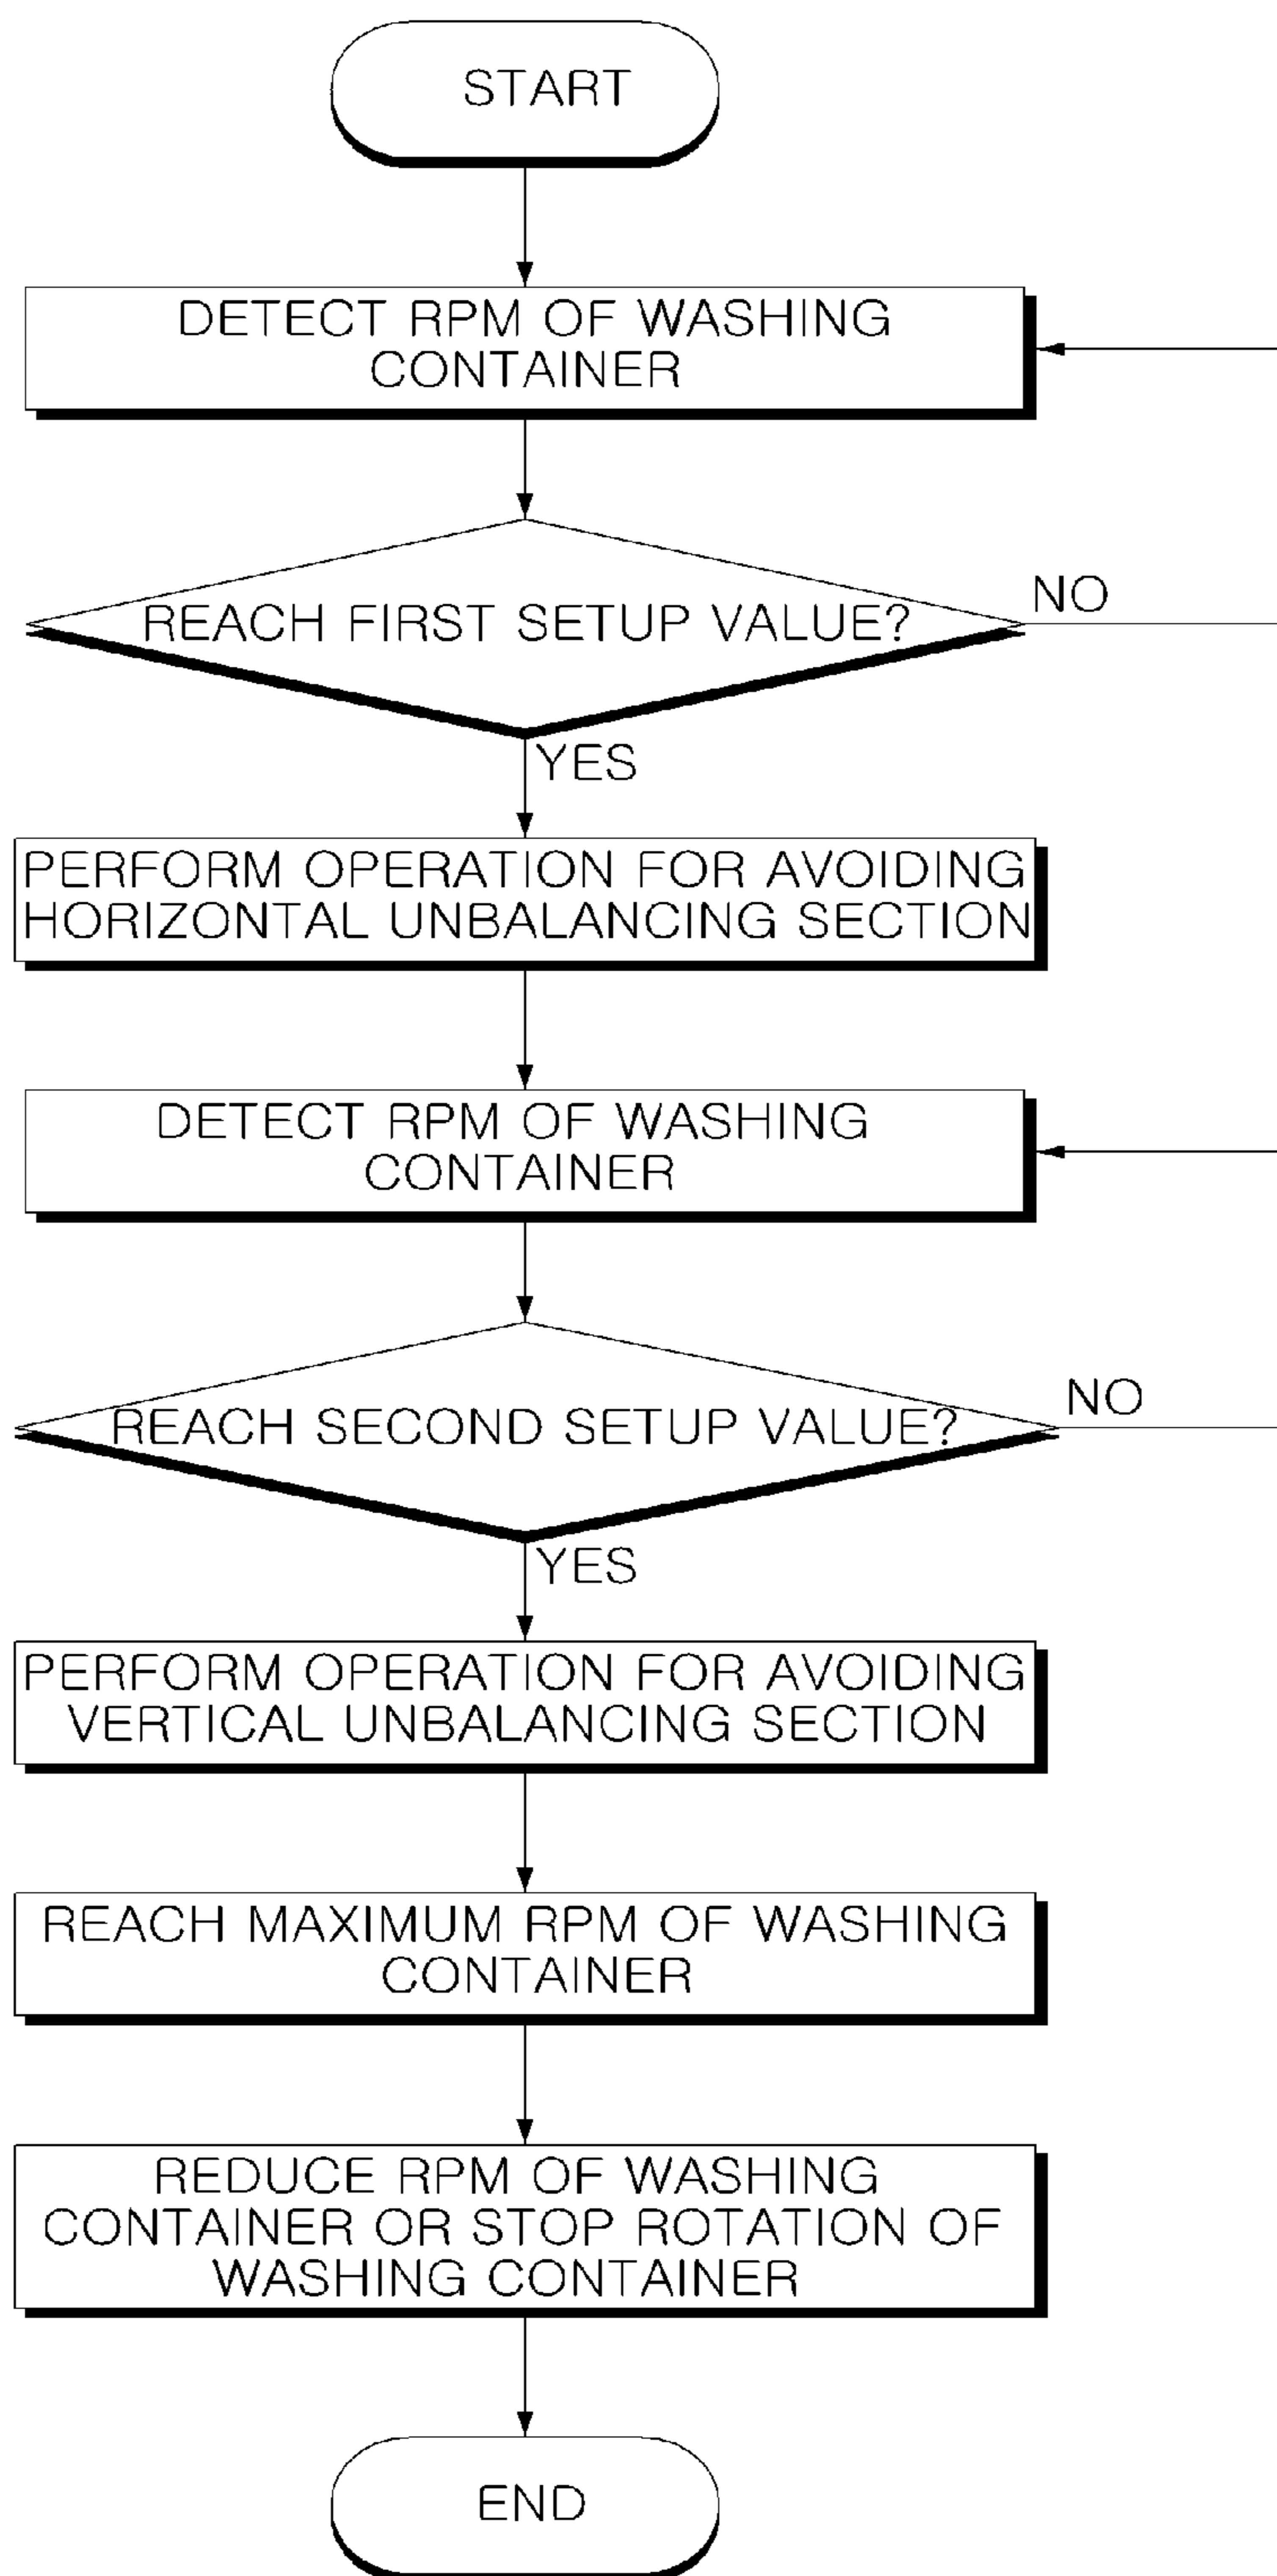 START
DETECT RPM OF WASHING
CONTAINER
REACH FIRST SETUP VALUE?
NO
YES
PERFORM OPERATION FOR AVOIDING
HORIZONTAL UNBALANCING SECTION
DETECT RPM OF WASHING
CONTAINER
REACH SECOND SETUP VALUE?
NO
YES
PERFORM OPERATION FOR AVOIDING
VERTICAL UNBALANCING SECTION
REACH MAXIMUM RPM OF WASHING
CONTAINER
REDUCE RPM OF WASHING
CONTAINER OR STOP ROTATION OF
WASHING CONTAINER
END